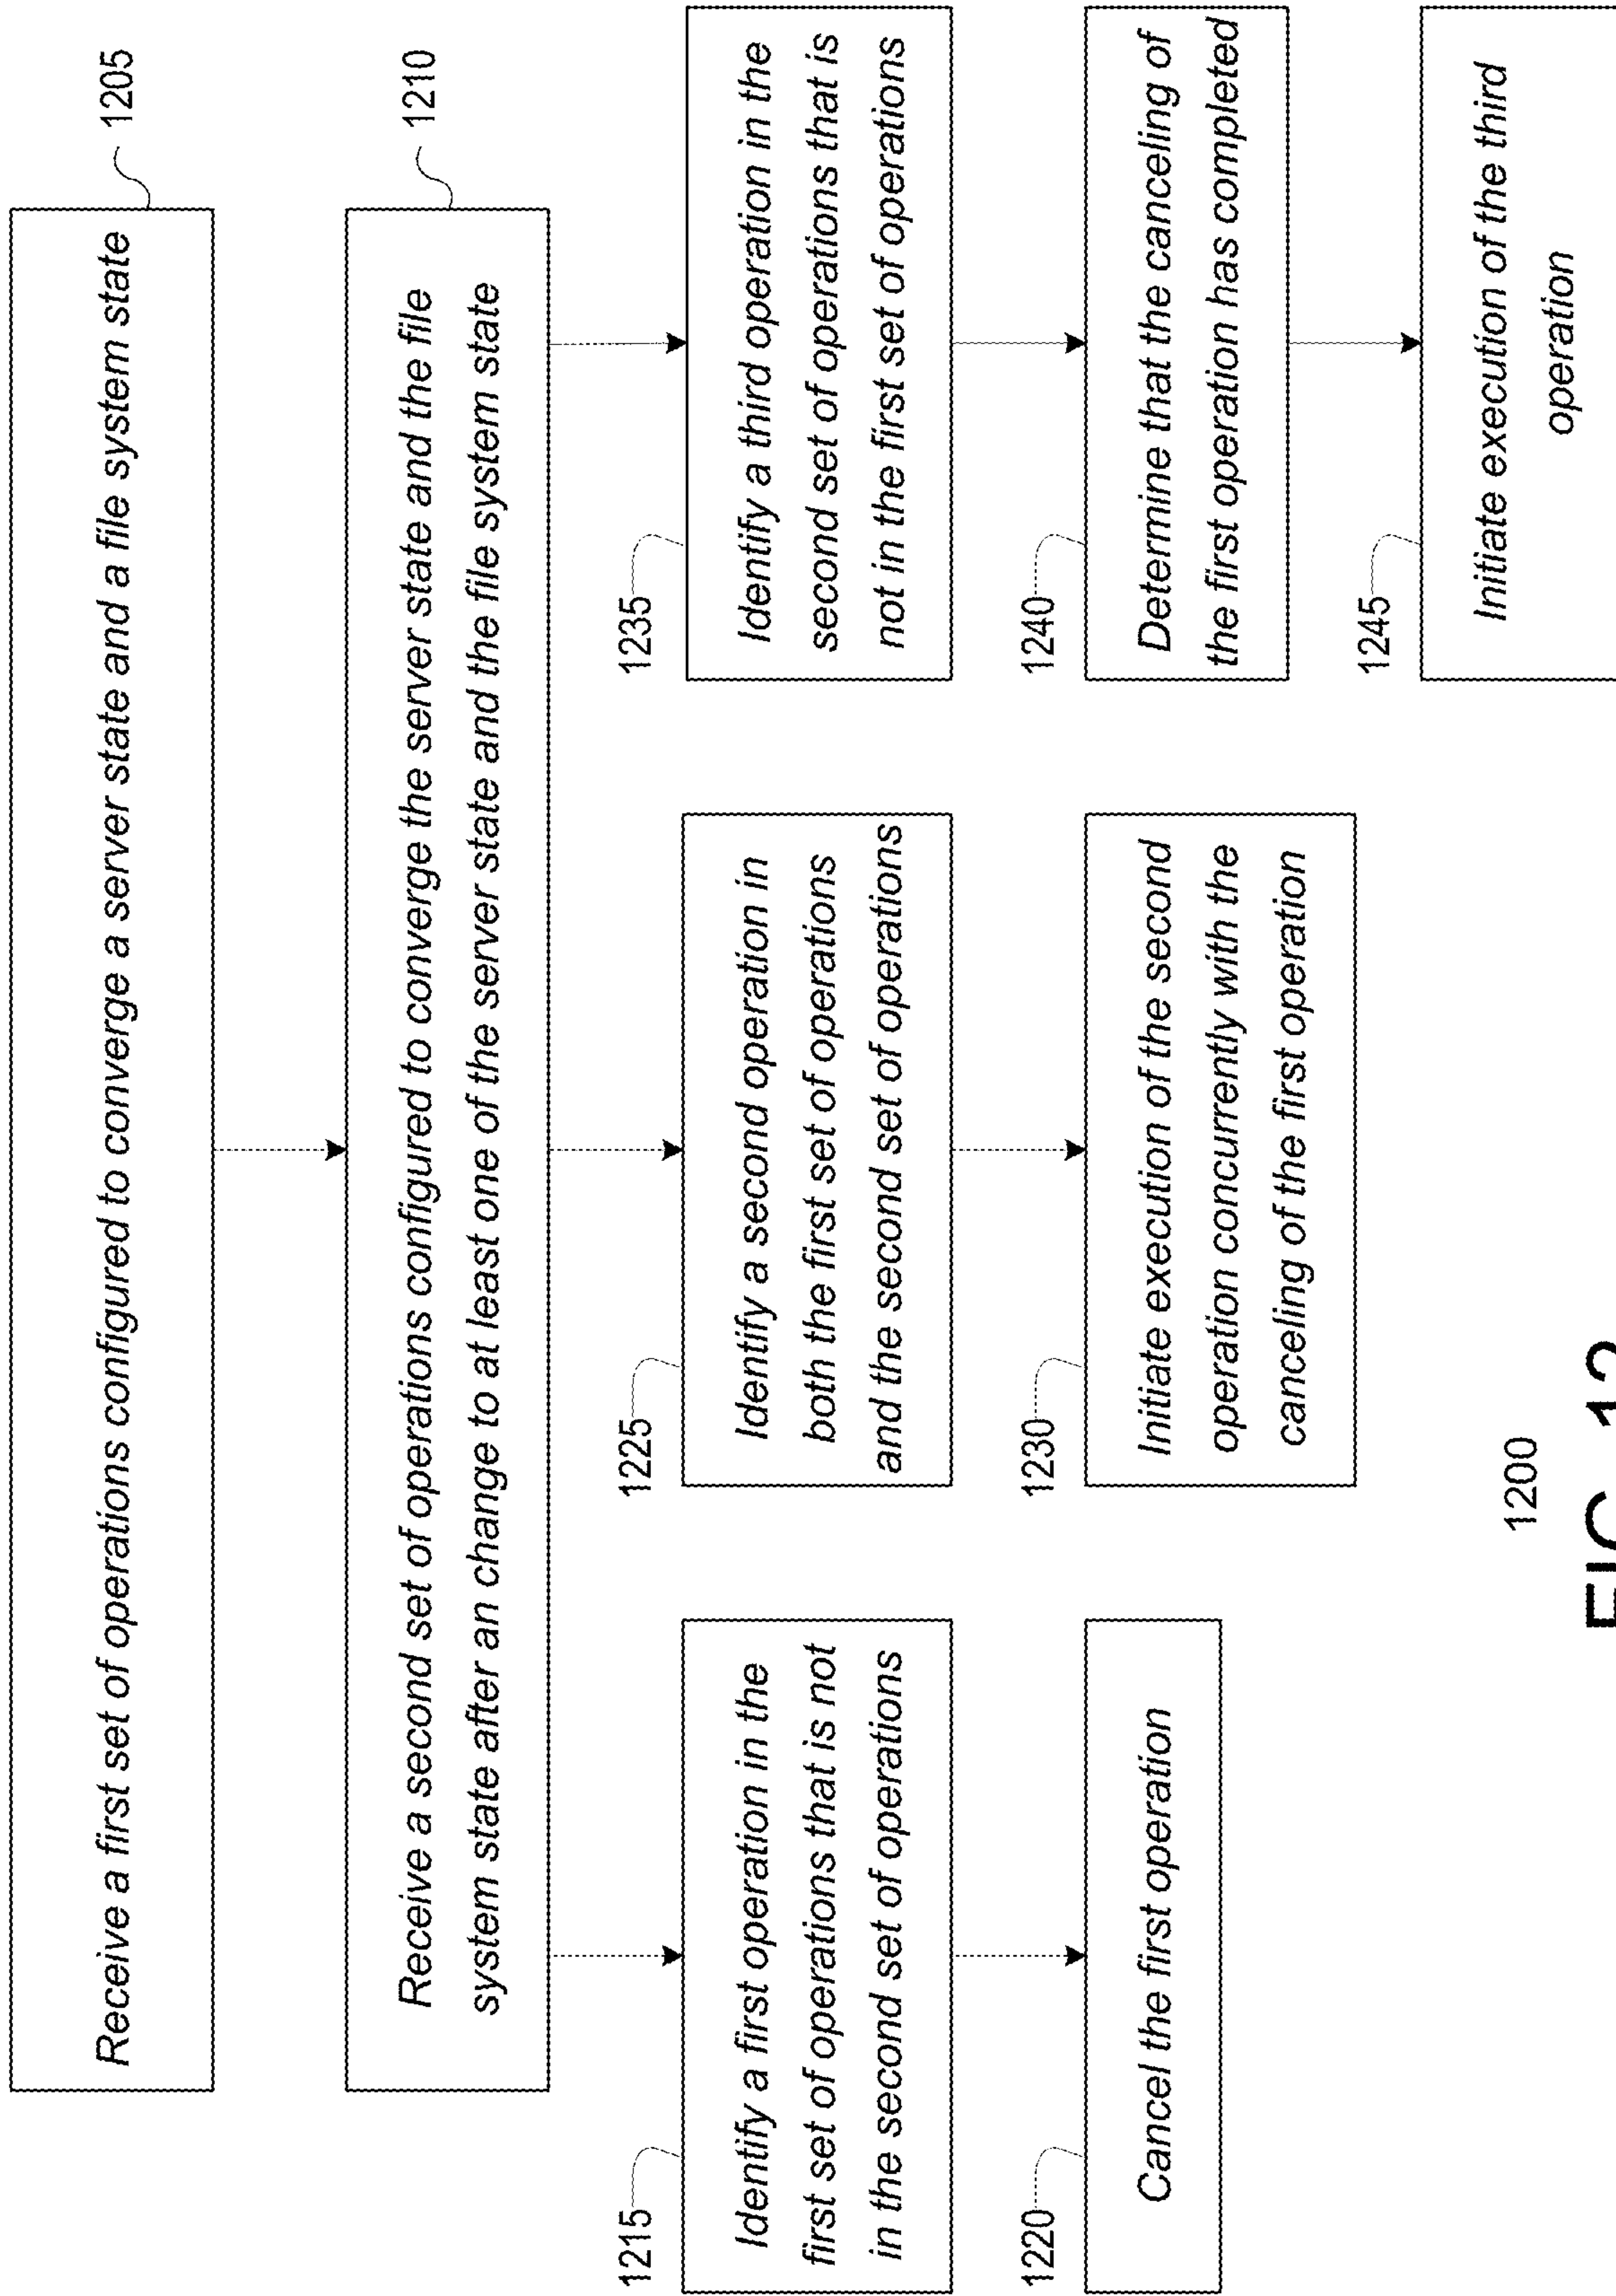 Receive a first set of operations configured to converge a server state and a file system state
1205
Receive a second set of operations configured to converge the server state and the file
system state after an change to at least one of the server state and the file system state
1210
1215
Identify a first operation in the
first set of operations that is not
in the second set of operations
1220
Cancel the first operation
1225
Identify a second operation in
both the first set of operations
and the second set of operations
1230
Initiate execution of the second
operation concurrently with the
canceling of the first operation
1235
Identify a third operation in the
second set of operations that is
not in the first set of operations
1240
Determine that the canceling of
the first operation has completed
1245
Initiate execution of the third
operation
1200
FIG. 12